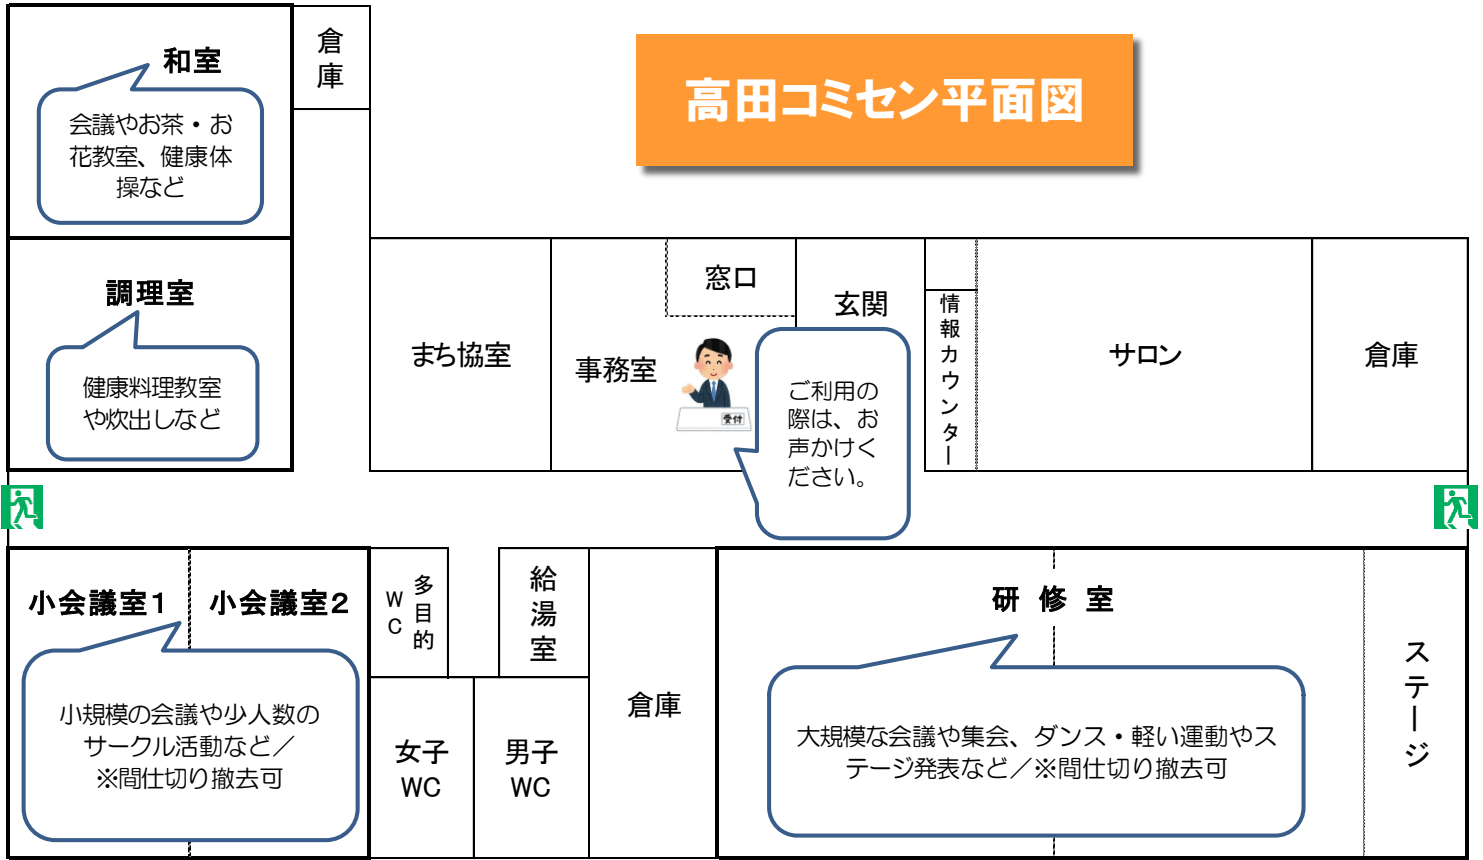 高田コミセン平面図
和室
会議やお茶・お
花教室、健康体
操など
倉
庫
調理室
健康料理教室
や炊出しなど
まち協室
事務室
窓口
受付
玄関
ご利用の
際は、お
声かけく
ださい。
情報カウンター
サロン
倉庫
小会議室1
小会議室2
小規模の会議や少人数の
サークル活動など／
※間仕切り撤去可
多目的
WC
給湯室
女子
WC
男子
WC
倉庫
研修室
大規模な会議や集会、ダンス・軽い運動やス
テージ発表など／※間仕切り撤去可
ステージ